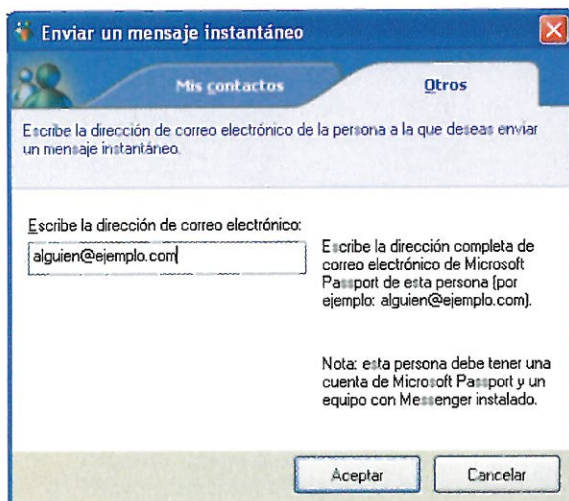 Enviar un mensaje instantáneo
Mis contactos
Otros
Escribe la dirección de correo electrónico de la persona a la que deseas enviar
un mensaje instantáneo.
Escribe la dirección de correo electrónico:
alguien@ejemplo.com
Escribe la dirección completa de
correo electrónico de Microsoft
Passport de esta persona (por
ejemplo: alguien@ejemplo.com).
Nota: esta persona debe tener una
cuenta de Microsoft Passport y un
equipo con Messenger instalado.
Aceptar
Cancelar